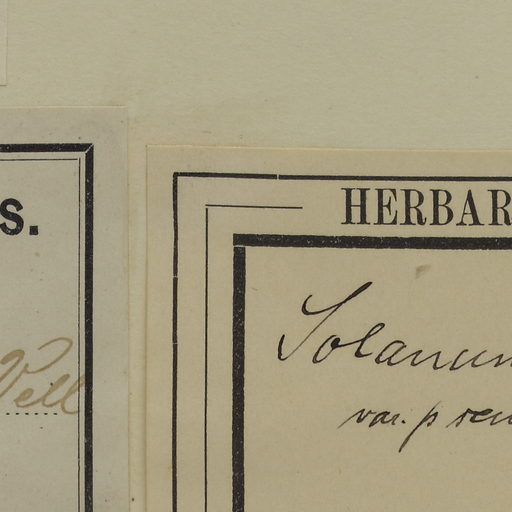 S.
Vell
HERBAR
Solanum
var. β